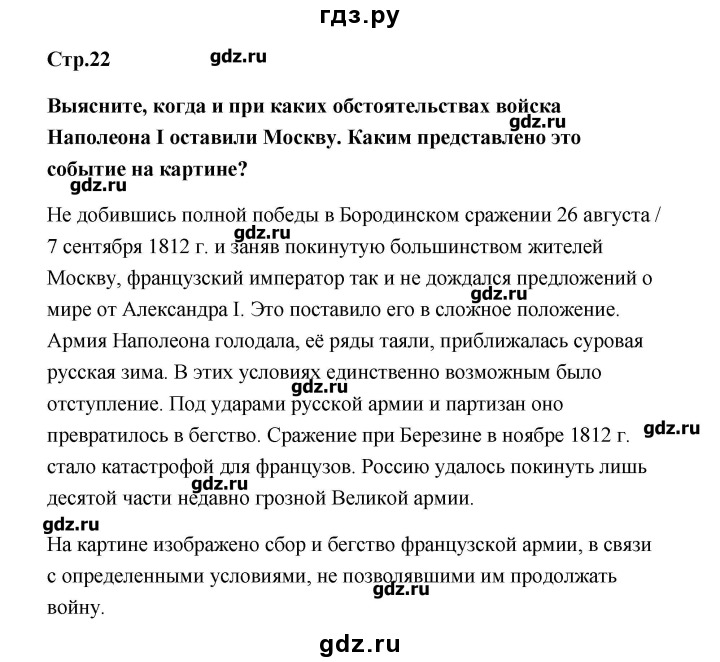 гдз.ру
Стр.22
gdz.ru
Выясните, когда и при каких обстоятельствах войска
gdz.ru
Наполеона I оставили Москву. Каким представлено это
событие на картине?
gdz.ru
Не добившись полной победы в Бородинском сражении 26 августа /
gdz.ru
7 сентября 1812 г. и заняв покинутую большинством жителей
Москву, французский император так и не дождался предложений о
gdz.ru
мире от Александра I. Это поставило его в сложное положение.
Армия Наполеона голодала, её ряды таяли, приближалась суровая
русская зима. В этих условиях единственно возможным было
gdz.ru
отступление. Под ударами русской армии и партизан оно
превратилось в бегство. Сражение при Березине в ноябре 1812 г.
gdz.ru
стало катастрофой для французов. Россию удалось покинуть лишь
gdz.ru
десятой части недавно грозной Великой армии.
gdz.ru
На картине изображено сбор и бегство французской армии, в связи
с определенными условиями, не позволявшими им продолжать
gdz.ru
войну.
gdz.ru